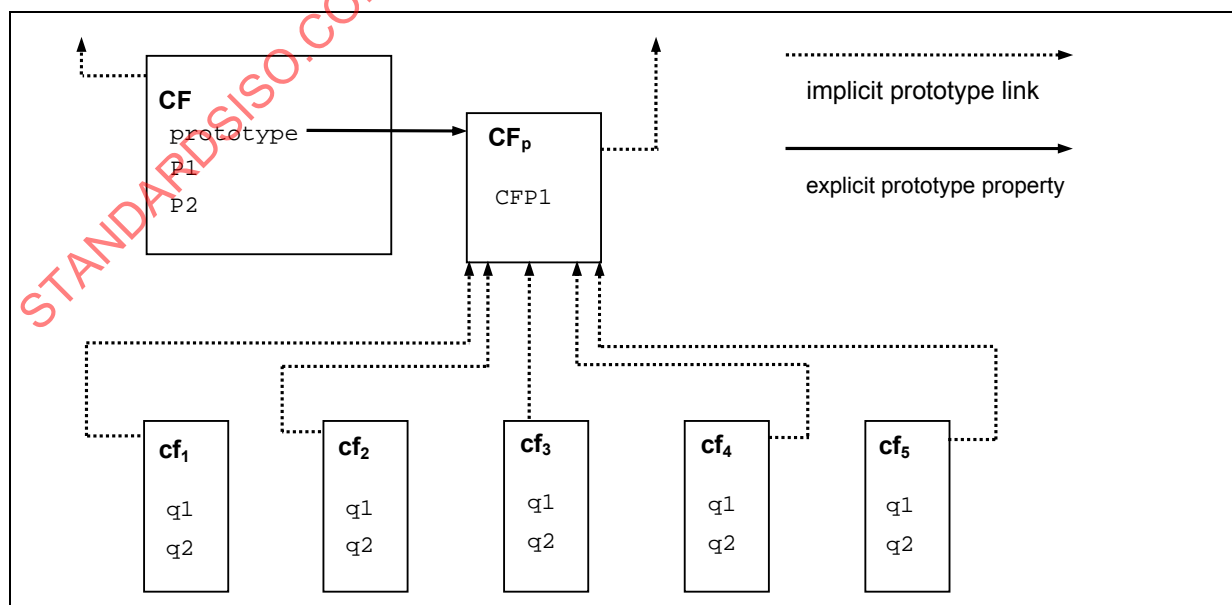 STANDARDSISO.CO
CF
prototype
P1
P2
CFp
CFP1
implicit prototype link
explicit prototype property
cf1
q1
q2
cf2
q1
q2
cf3
q1
q2
cf4
q1
q2
cf5
q1
q2